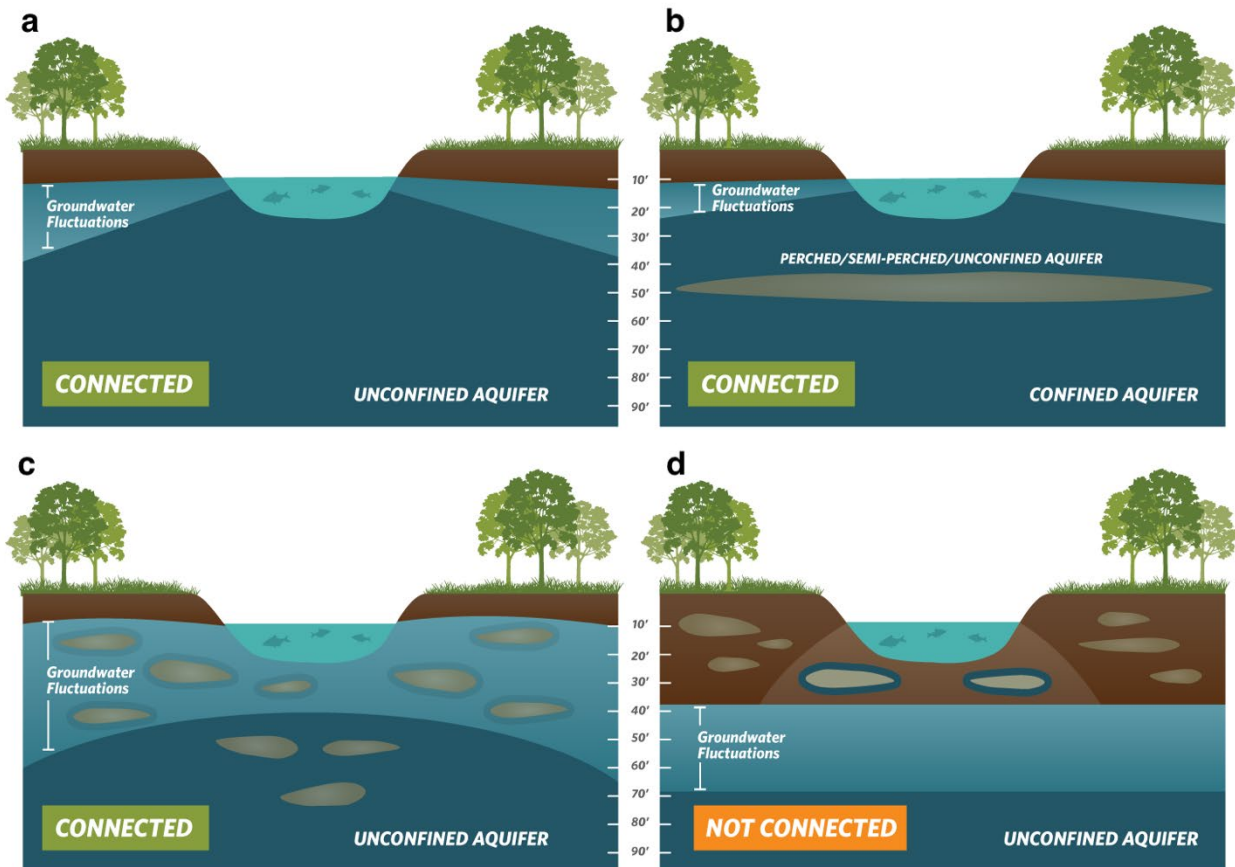 a
b
Groundwater
Fluctuations
10'
20'
30'
40'
50'
60'
70'
80'
90'
Groundwater
Fluctuations
PERCHED/SEMI-PERCHED/UNCONFINED AQUIFER
CONNECTED
UNCONFINED AQUIFER
CONNECTED
CONFINED AQUIFER
c
d
Groundwater
Fluctuations
10'
20'
30'
40'
50'
60'
70'
80'
90'
Groundwater
Fluctuations
CONNECTED
UNCONFINED AQUIFER
NOT CONNECTED
UNCONFINED AQUIFER